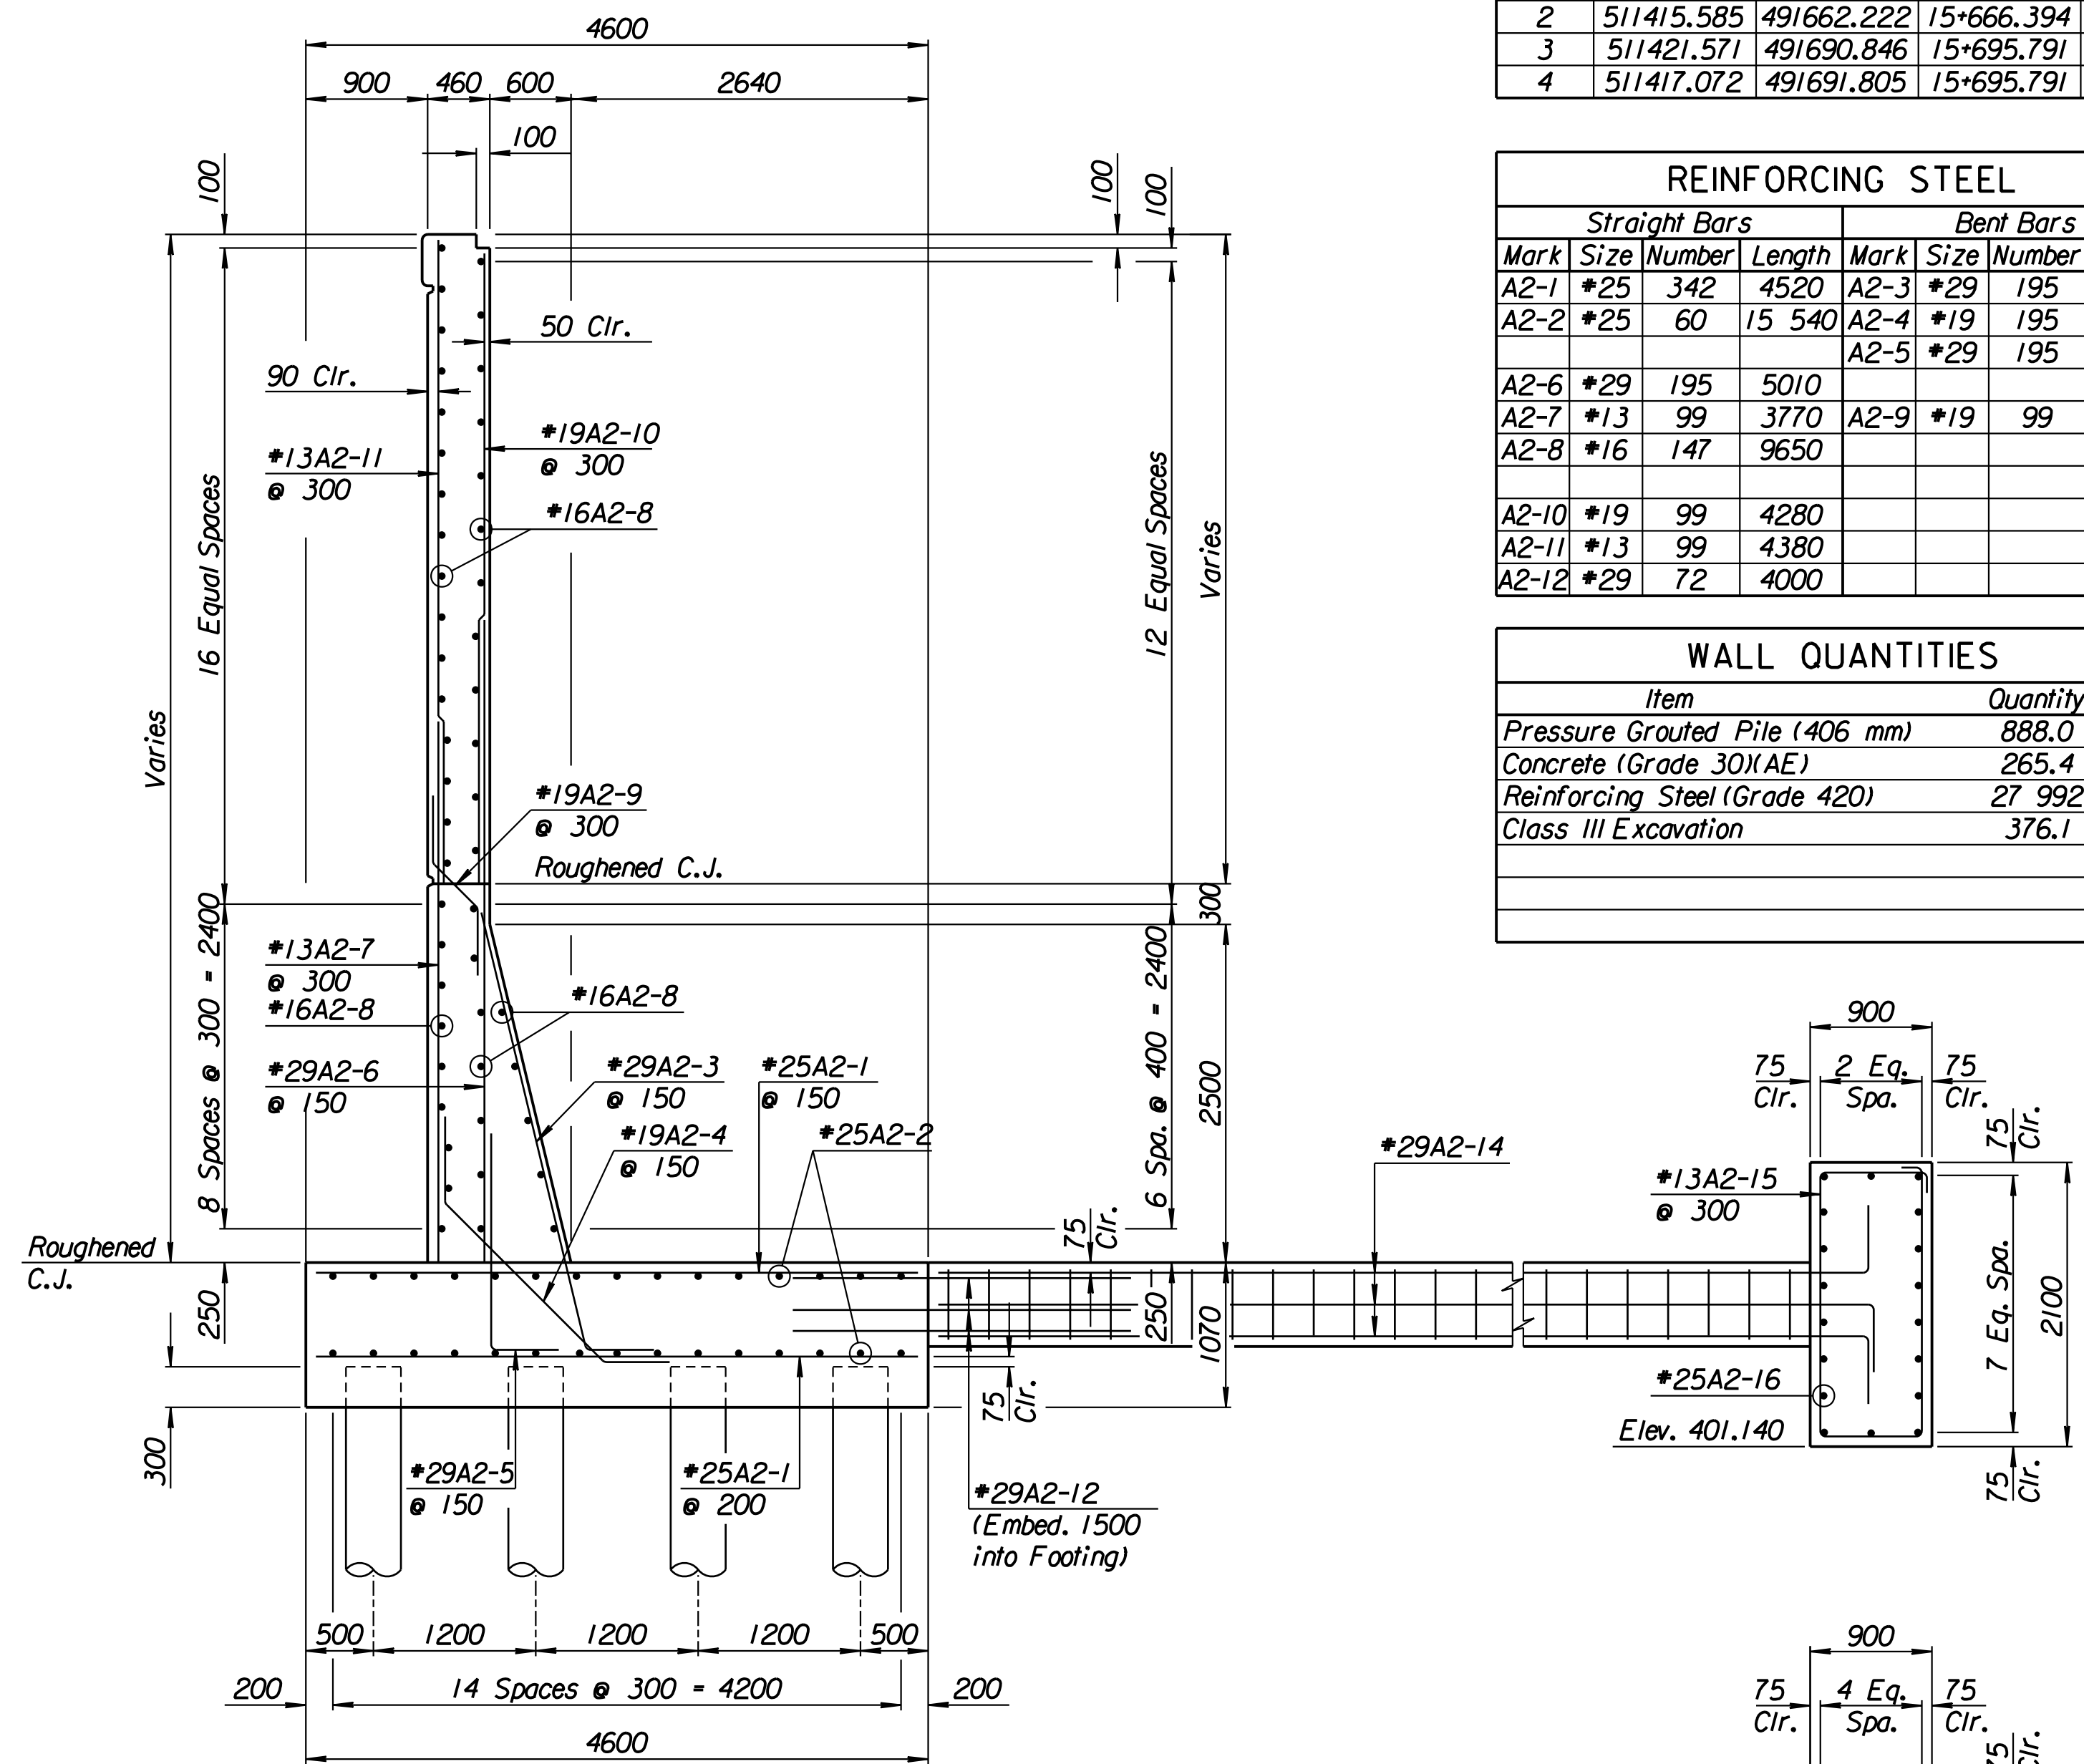 4600
900 460 600 2640
100
100
100
100
50 Clr.
90 Clr.
#19A2-10
@ 300
#13A2-11
@ 300
#16A2-8
16 Equal Spaces
12 Equal Spaces
Varies
Varies
#19A2-9
@ 300
Roughened C.J.
300
8 Spaces @ 300 = 2400
#13A2-7
@ 300
#16A2-8
#16A2-8
#29A2-6
@ 150
#29A2-3
@ 150
#25A2-1
@ 150
#19A2-4
@ 150
#25A2-2
6 Spa. @ 400 = 2400
2500
75
Clr.
Roughened
C.J.
250
300
250
1070
75
Clr.
#29A2-5
@ 150
#25A2-1
@ 200
#29A2-12
(Embed. 1500
into Footing)
500 1200 1200 1200 500
200 14 Spaces @ 300 = 4200 200
4600
#29A2-14
2 511415.585 491662.222 15+666.394
3 511421.571 491690.846 15+695.791
4 511417.072 491691.805 15+695.791
REINFORCING STEEL
Straight Bars Bent Bars
Mark Size Number Length Mark Size Number
A2-1 #25 342 4520 A2-3 #29 195
A2-2 #25 60 15 540 A2-4 #19 195
A2-5 #29 195
A2-6 #29 195 5010
A2-7 #13 99 3770 A2-9 #19 99
A2-8 #16 147 9650
A2-10 #19 99 4280
A2-11 #13 99 4380
A2-12 #29 72 4000
WALL QUANTITIES
Item Quantity
Pressure Grouted Pile (406 mm) 888.0
Concrete (Grade 30)(AE) 265.4
Reinforcing Steel (Grade 420) 27 992
Class III Excavation 376.1
900
75
Clr.
2 Eq.
Spa.
75
Clr.
75
Clr.
#13A2-15
@ 300
7 Eq. Spa.
2100
#25A2-16
Elev. 401.140
75
Clr.
900
75
Clr.
4 Eq.
Spa.
75
Clr.
75
Clr.